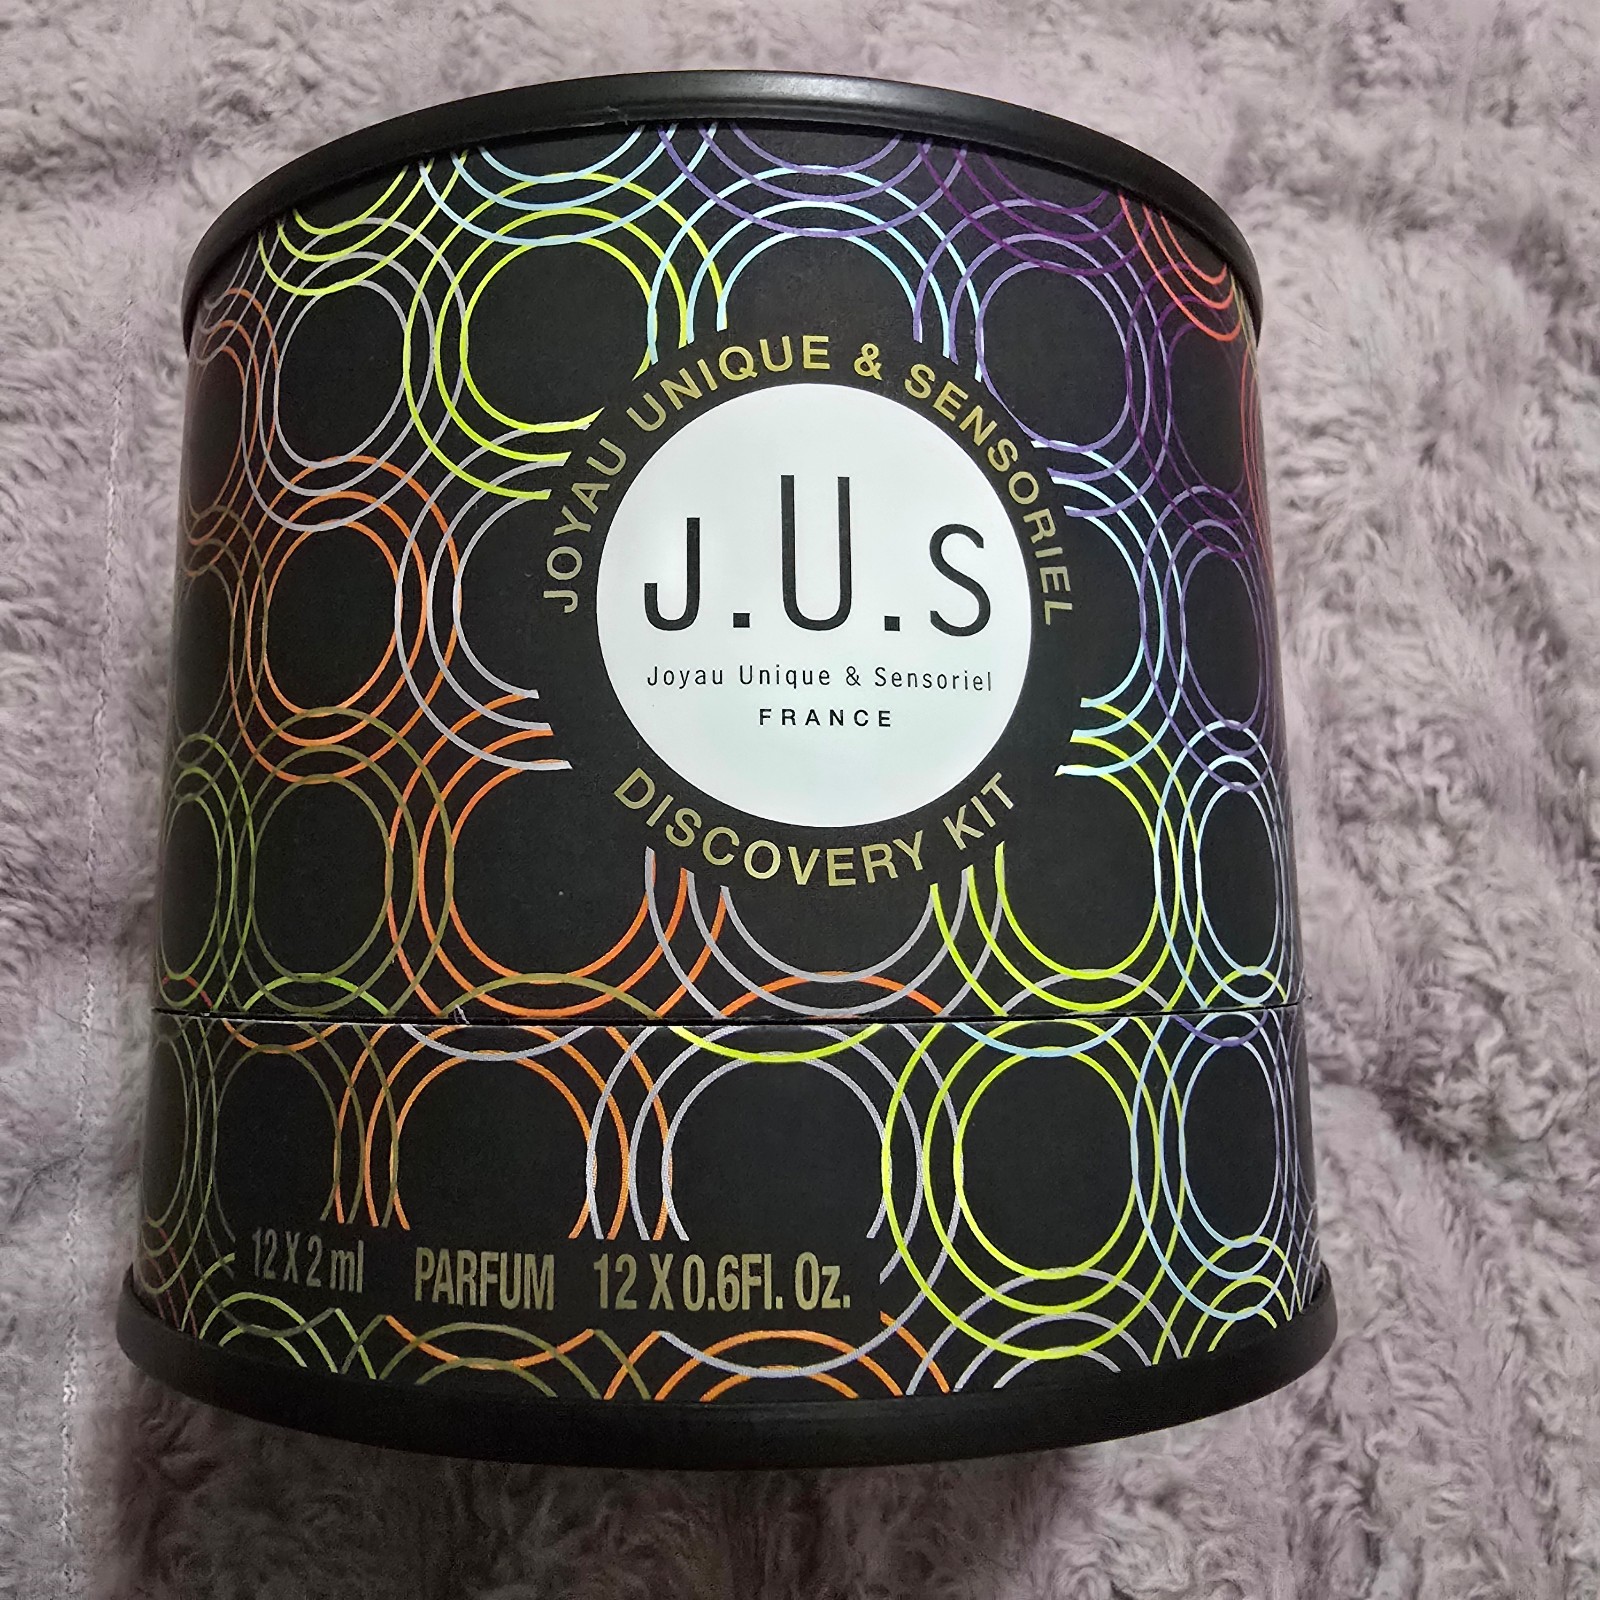 JOYAU UNIQUE & SENSORIEL
J.U.S
Joyau Unique & Sensoriel
FRANCE
DISCOVERY KIT
12 X 2 ml PARFUM 12 X 0.6Fl. Oz.